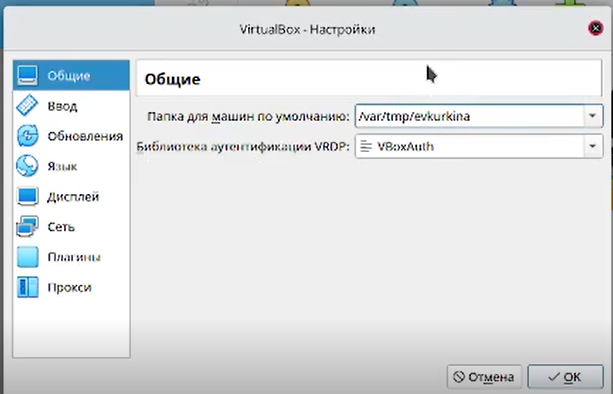 VirtualBox - Настройки
Общие
Ввод
Обновления
Язык
Дисплей
Сеть
Плагины
Прокси
Общие
Папка для машин по умолчанию: /var/tmp/evkurkina
Библиотека аутентификации VRDP: VBoxAuth
Отмена
OK